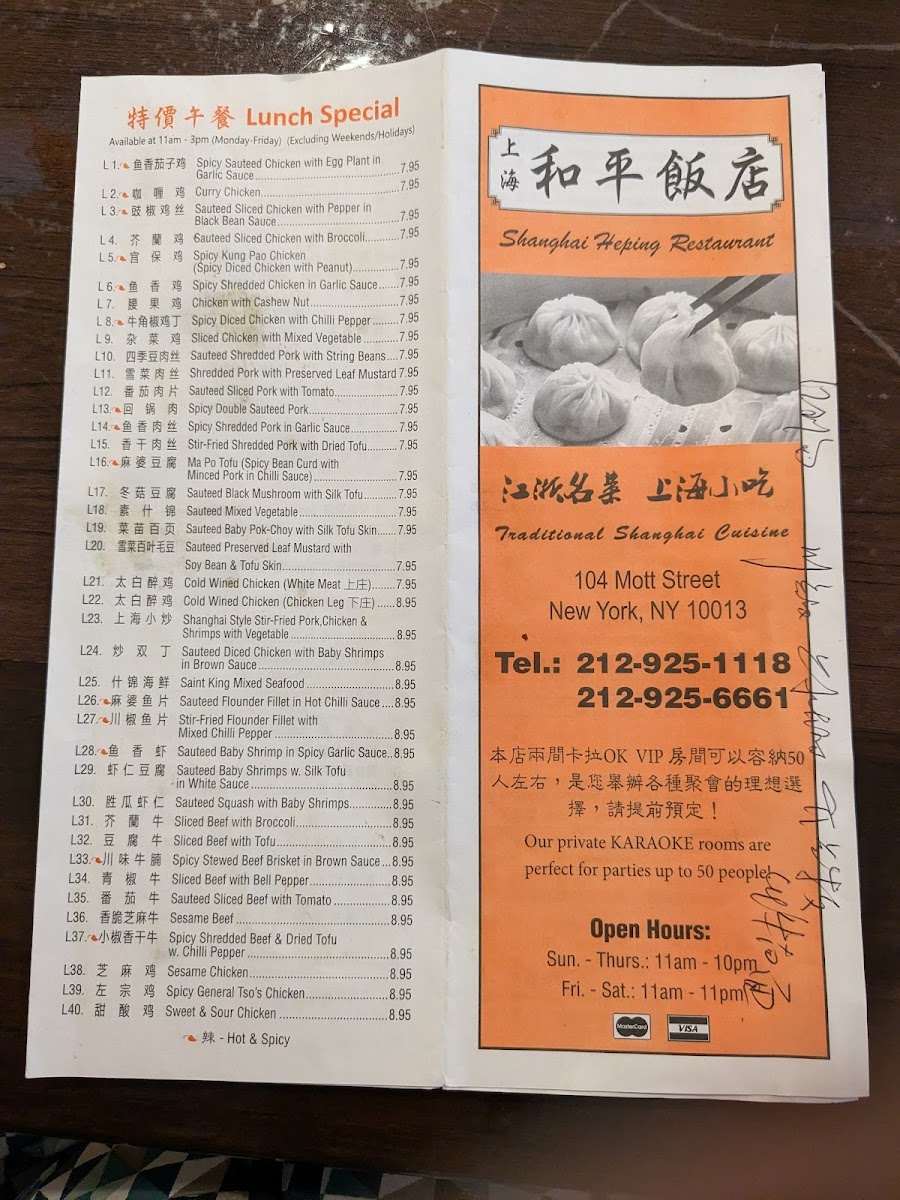 特價午餐 Lunch Special
Available at 11am - 3pm (Monday-Friday) (Excluding Weekends/Holidays)
L 1. 鱼香茄子鸡 Spicy Sauteed Chicken with Egg Plant in
Garlic Sauce 7.95
L 2. 咖喱鸡 Curry Chicken 7.95
L 3. 豉椒鸡丝 Sauteed Sliced Chicken with Pepper in
Black Bean Sauce 7.95
L 4. 芥蘭鸡 Sauteed Sliced Chicken with Broccoli 7.95
L 5. 宫保鸡 Spicy Kung Pao Chicken
(Spicy Diced Chicken with Peanut) 7.95
L 6. 鱼香鸡 Spicy Shredded Chicken in Garlic Sauce 7.95
L 7. 腰果鸡 Chicken with Cashew Nut 7.95
L 8. 牛角椒鸡丁 Spicy Diced Chicken with Chilli Pepper 7.95
L 9. 杂菜鸡 Sliced Chicken with Mixed Vegetable 7.95
L10. 四季豆肉丝 Sauteed Shredded Pork with String Beans 7.95
L11. 雪菜肉丝 Shredded Pork with Preserved Leaf Mustard 7.95
L12. 番茄肉片 Sauteed Sliced Pork with Tomato 7.95
L13. 回锅肉 Spicy Double Sauteed Pork 7.95
L14. 鱼香肉丝 Spicy Shredded Pork in Garlic Sauce 7.95
L15. 香干肉丝 Stir-Fried Shredded Pork with Dried Tofu 7.95
L16. 麻婆豆腐 Ma Po Tofu (Spicy Bean Curd with
Minced Pork in Chilli Sauce) 7.95
L17. 冬菇豆腐 Sauteed Black Mushroom with Silk Tofu 7.95
L18. 素什锦 Sauteed Mixed Vegetable 7.95
L19. 菜苗百页 Sauteed Baby Pok-Choy with Silk Tofu Skin 7.95
L20. 雪菜百叶毛豆 Sauteed Preserved Leaf Mustard with
Soy Bean & Tofu Skin 7.95
L21. 太白醉鸡 Cold Wined Chicken (White Meat 上庄) 7.95
L22. 太白醉鸡 Cold Wined Chicken (Chicken Leg 下庄) 8.95
L23. 上海小炒 Shanghai Style Stir-Fried Pork,Chicken &
Shrimps with Vegetable 8.95
L24. 炒双丁 Sauteed Diced Chicken with Baby Shrimps
in Brown Sauce 8.95
L25. 什锦海鲜 Saint King Mixed Seafood 8.95
L26. 麻婆鱼片 Sauteed Flounder Fillet in Hot Chilli Sauce 8.95
L27. 川椒鱼片 Stir-Fried Flounder Fillet with
Mixed Chilli Pepper 8.95
L28. 鱼香虾 Sauteed Baby Shrimp in Spicy Garlic Sauce 8.95
L29. 虾仁豆腐 Sauteed Baby Shrimps w. Silk Tofu
in White Sauce 8.95
L30. 胜瓜虾仁 Sauteed Squash with Baby Shrimps 8.95
L31. 芥蘭牛 Sliced Beef with Broccoli 8.95
L32. 豆腐牛 Sliced Beef with Tofu 8.95
L33. 川味牛腩 Spicy Stewed Beef Brisket in Brown Sauce 8.95
L34. 青椒牛 Sliced Beef with Bell Pepper 8.95
L35. 番茄牛 Sauteed Sliced Beef with Tomato 8.95
L36. 香脆芝麻牛 Sesame Beef 8.95
L37. 小椒香干牛 Spicy Shredded Beef & Dried Tofu
w. Chilli Pepper 8.95
L38. 芝麻鸡 Sesame Chicken 8.95
L39. 左宗鸡 Spicy General Tso's Chicken 8.95
L40. 甜酸鸡 Sweet & Sour Chicken 8.95
辣 - Hot & Spicy
上海 和平飯店
Shanghai Heping Restaurant
江浙名菜 上海小吃
Traditional Shanghai Cuisine
104 Mott Street
New York, NY 10013
Tel.: 212-925-1118
212-925-6661
本店兩間卡拉OK VIP 房間可以容納50
人左右，是您舉辦各種聚會的理想選
擇，請提前預定！
Our private KARAOKE rooms are
perfect for parties up to 50 people!
Open Hours:
Sun. - Thurs.: 11am - 10pm
Fri. - Sat.: 11am - 11pm
MasterCard VISA